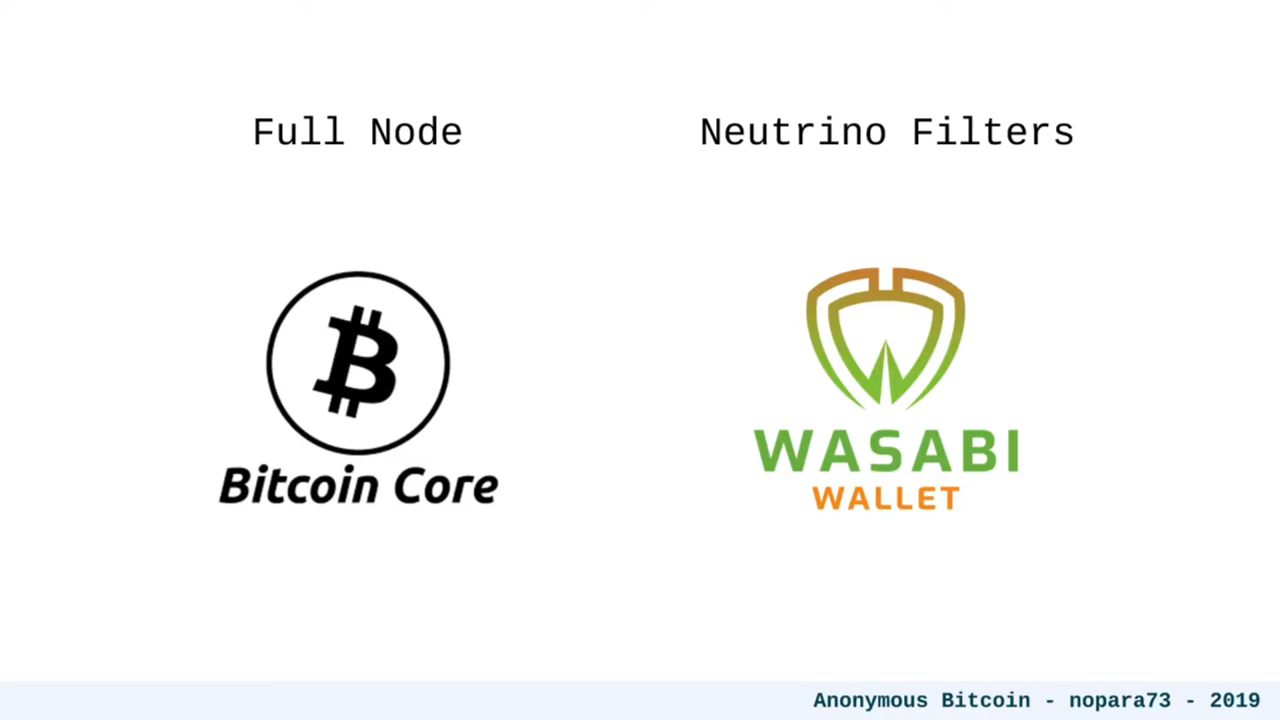 Full Node
Neutrino Filters
Bitcoin Core
WASABI
WALLET
Anonymous Bitcoin - nopara73 - 2019